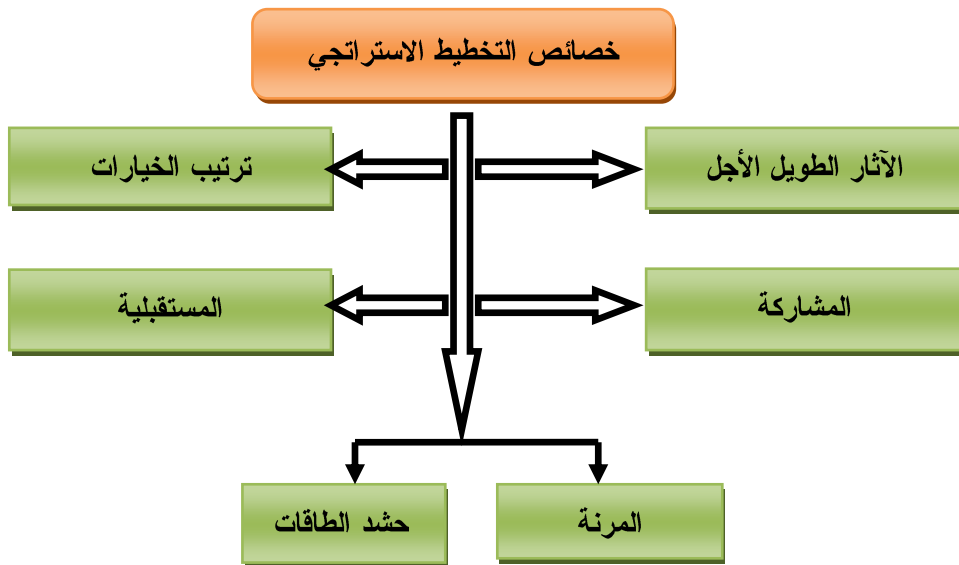 خصائص التخطيط الاستراتجي
الآثار الطويل الأجل
ترتيب الخيارات
المشاركة
المستقبلية
المرنة
حشد الطاقات